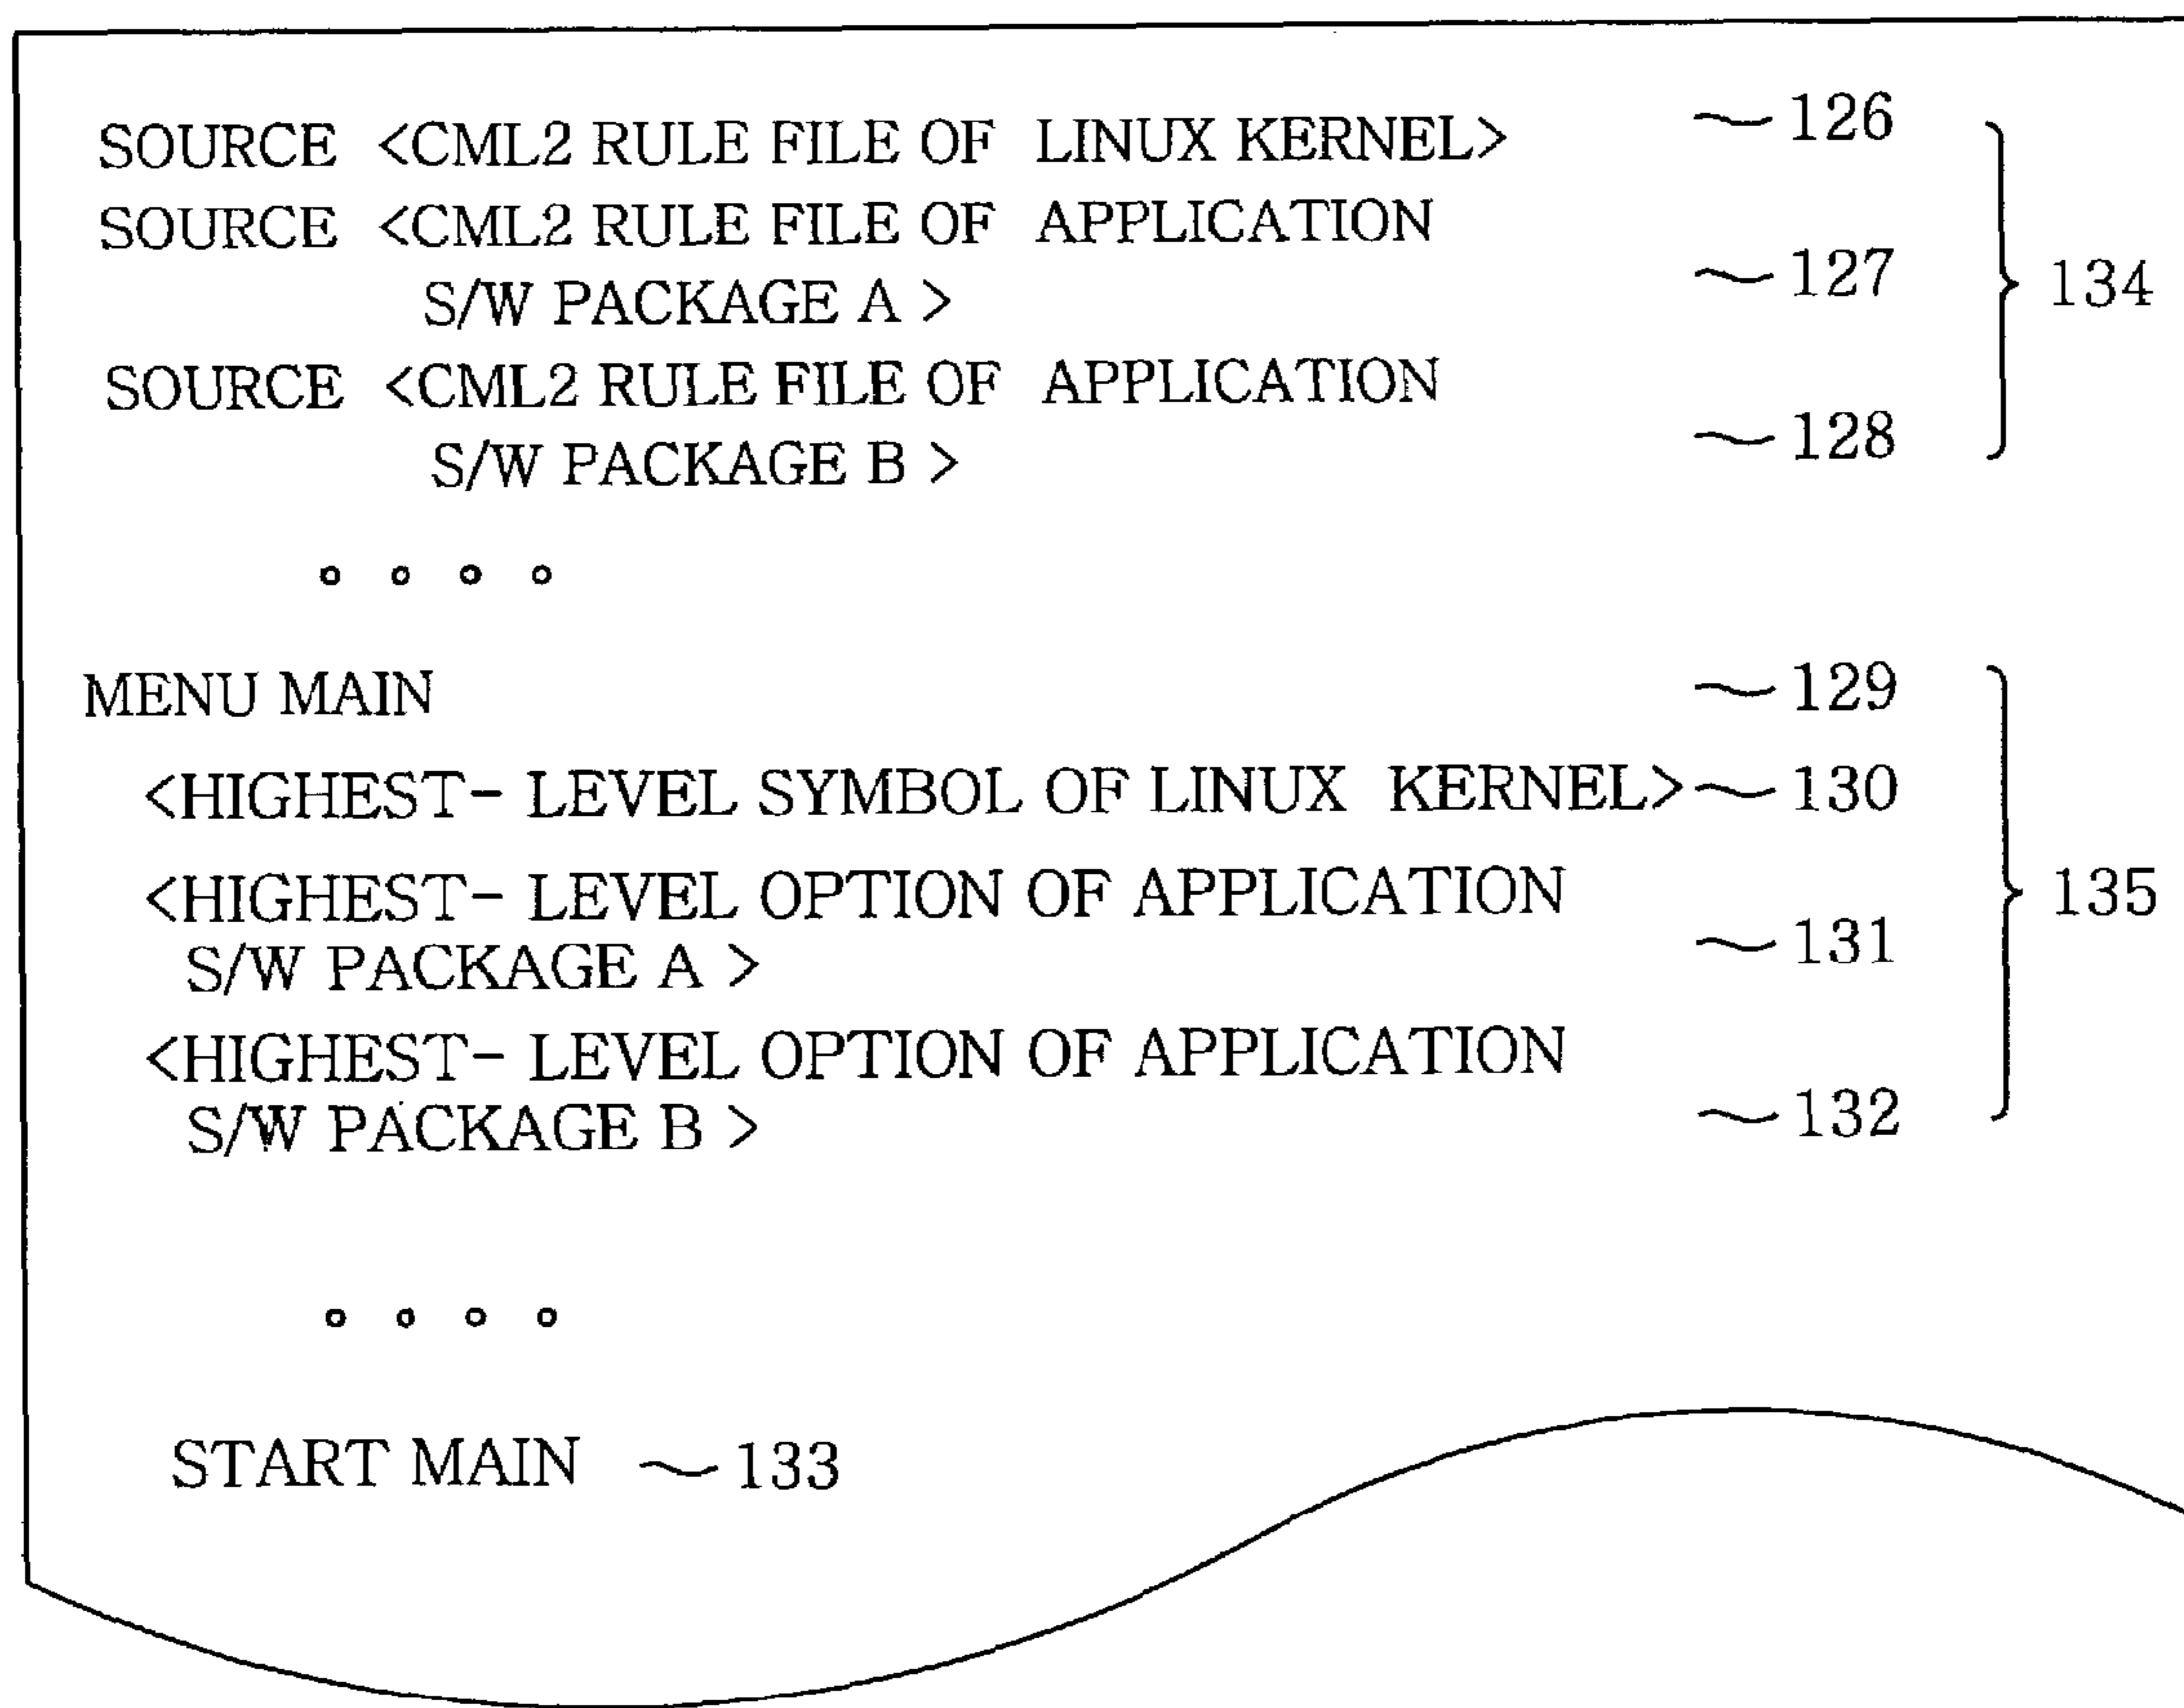 SOURCE <CML2 RULE FILE OF LINUX KERNEL> 126
SOURCE <CML2 RULE FILE OF APPLICATION
S/W PACKAGE A > 127
134
SOURCE <CML2 RULE FILE OF APPLICATION
S/W PACKAGE B > 128
MENU MAIN 129
<HIGHEST- LEVEL SYMBOL OF LINUX KERNEL> 130
<HIGHEST- LEVEL OPTION OF APPLICATION
135
S/W PACKAGE A > 131
<HIGHEST- LEVEL OPTION OF APPLICATION
S/W PACKAGE B > 132
START MAIN 133